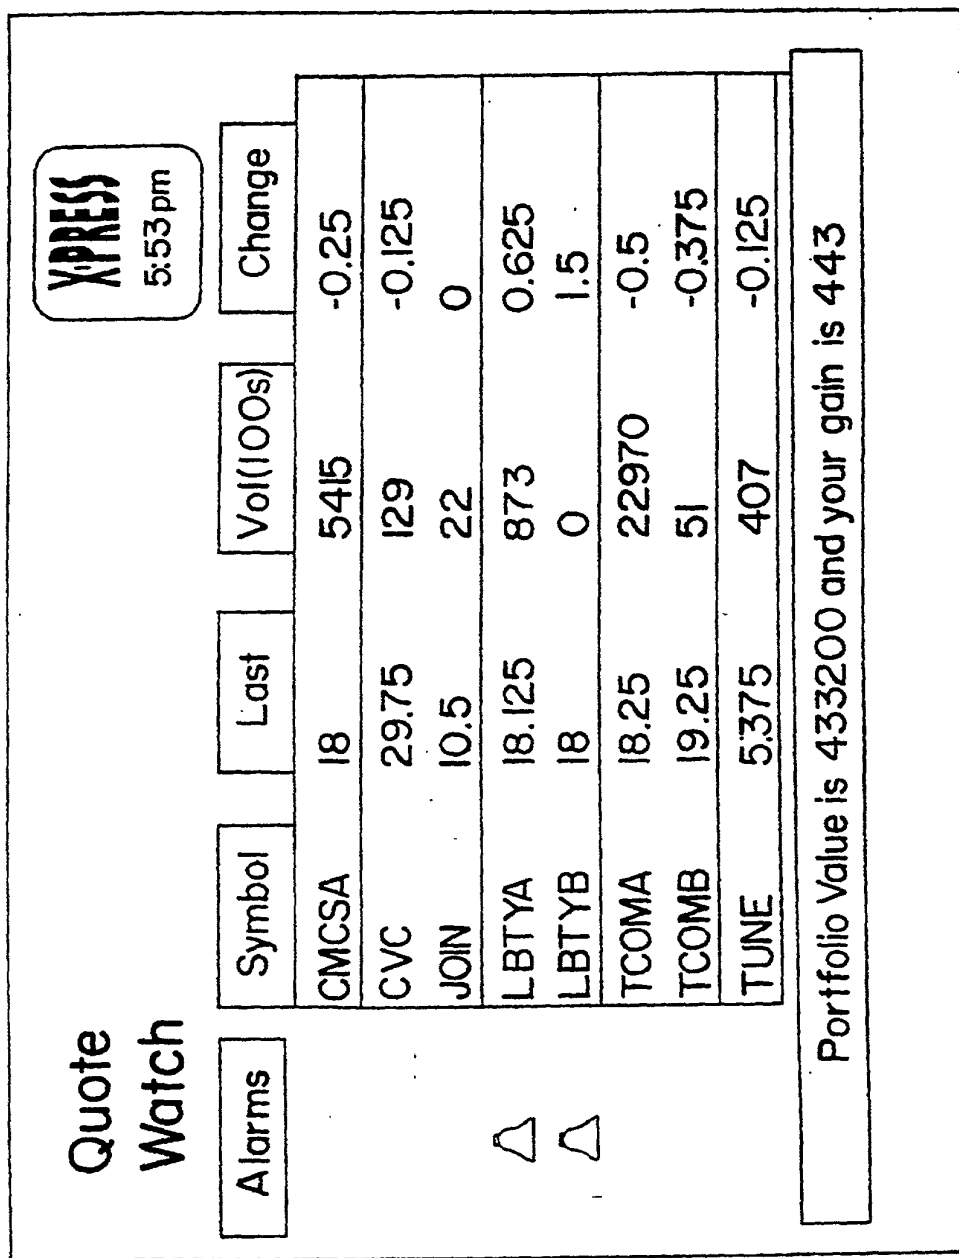 Quote
Watch
X·PRESS
5:53pm
Alarms Symbol Last Vol(100s) Change
CMCSA 18 5415 -0.25
CVC 29.75 129 -0.125
JOIN 10.5 22 0
LBTYA 18.125 873 0.625
LBTYB 18 0 1.5
TCOMA 18.25 22970 -0.5
TCOMB 19.25 51 -0.375
TUNE 5.375 407 -0.125
Portfolio Value is 433200 and your gain is 443